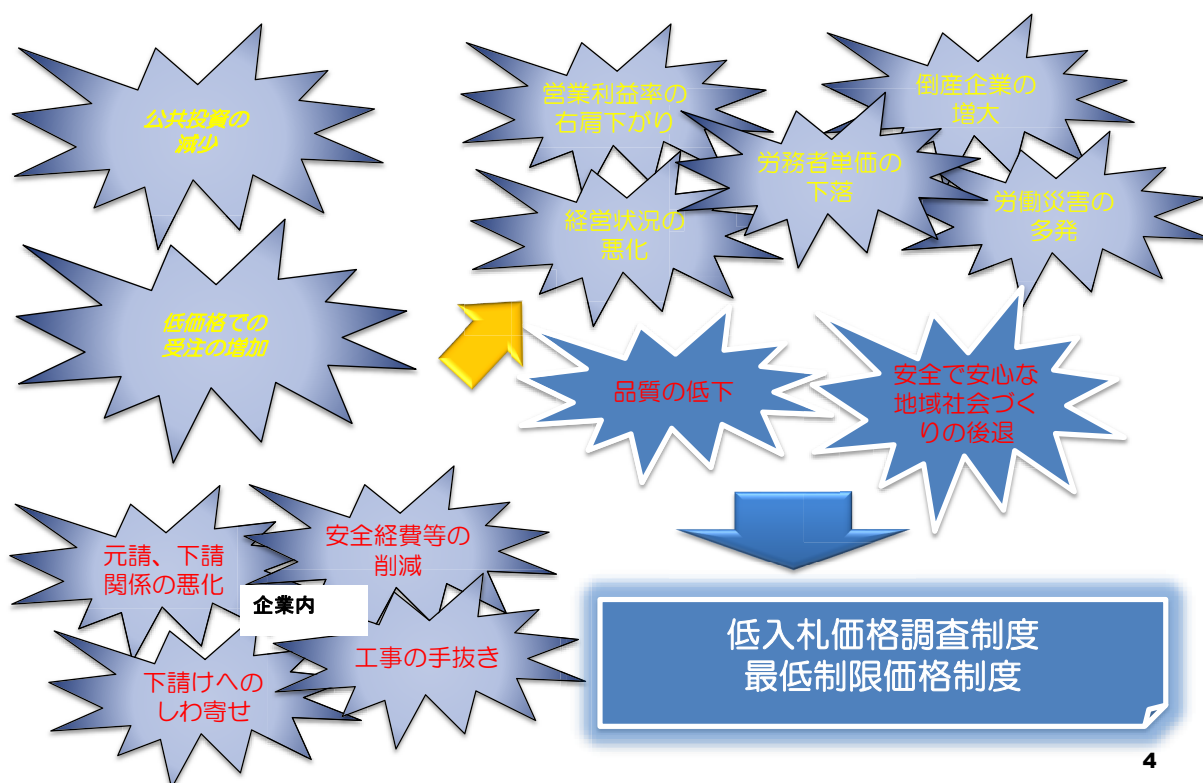 公共投資の
減少
低価格での
受注の増加
営業利益率の
右肩下がり
倒産企業の
増大
労務者単価の
下落
経営状況の
悪化
労働災害の
多発
品質の低下
安全で安心な
地域社会づく
りの後退
元請、下請
関係の悪化
安全経費等の
削減
企業内
下請けへの
しわ寄せ
工事の手抜き
低入札価格調査制度
最低制限価格制度
4